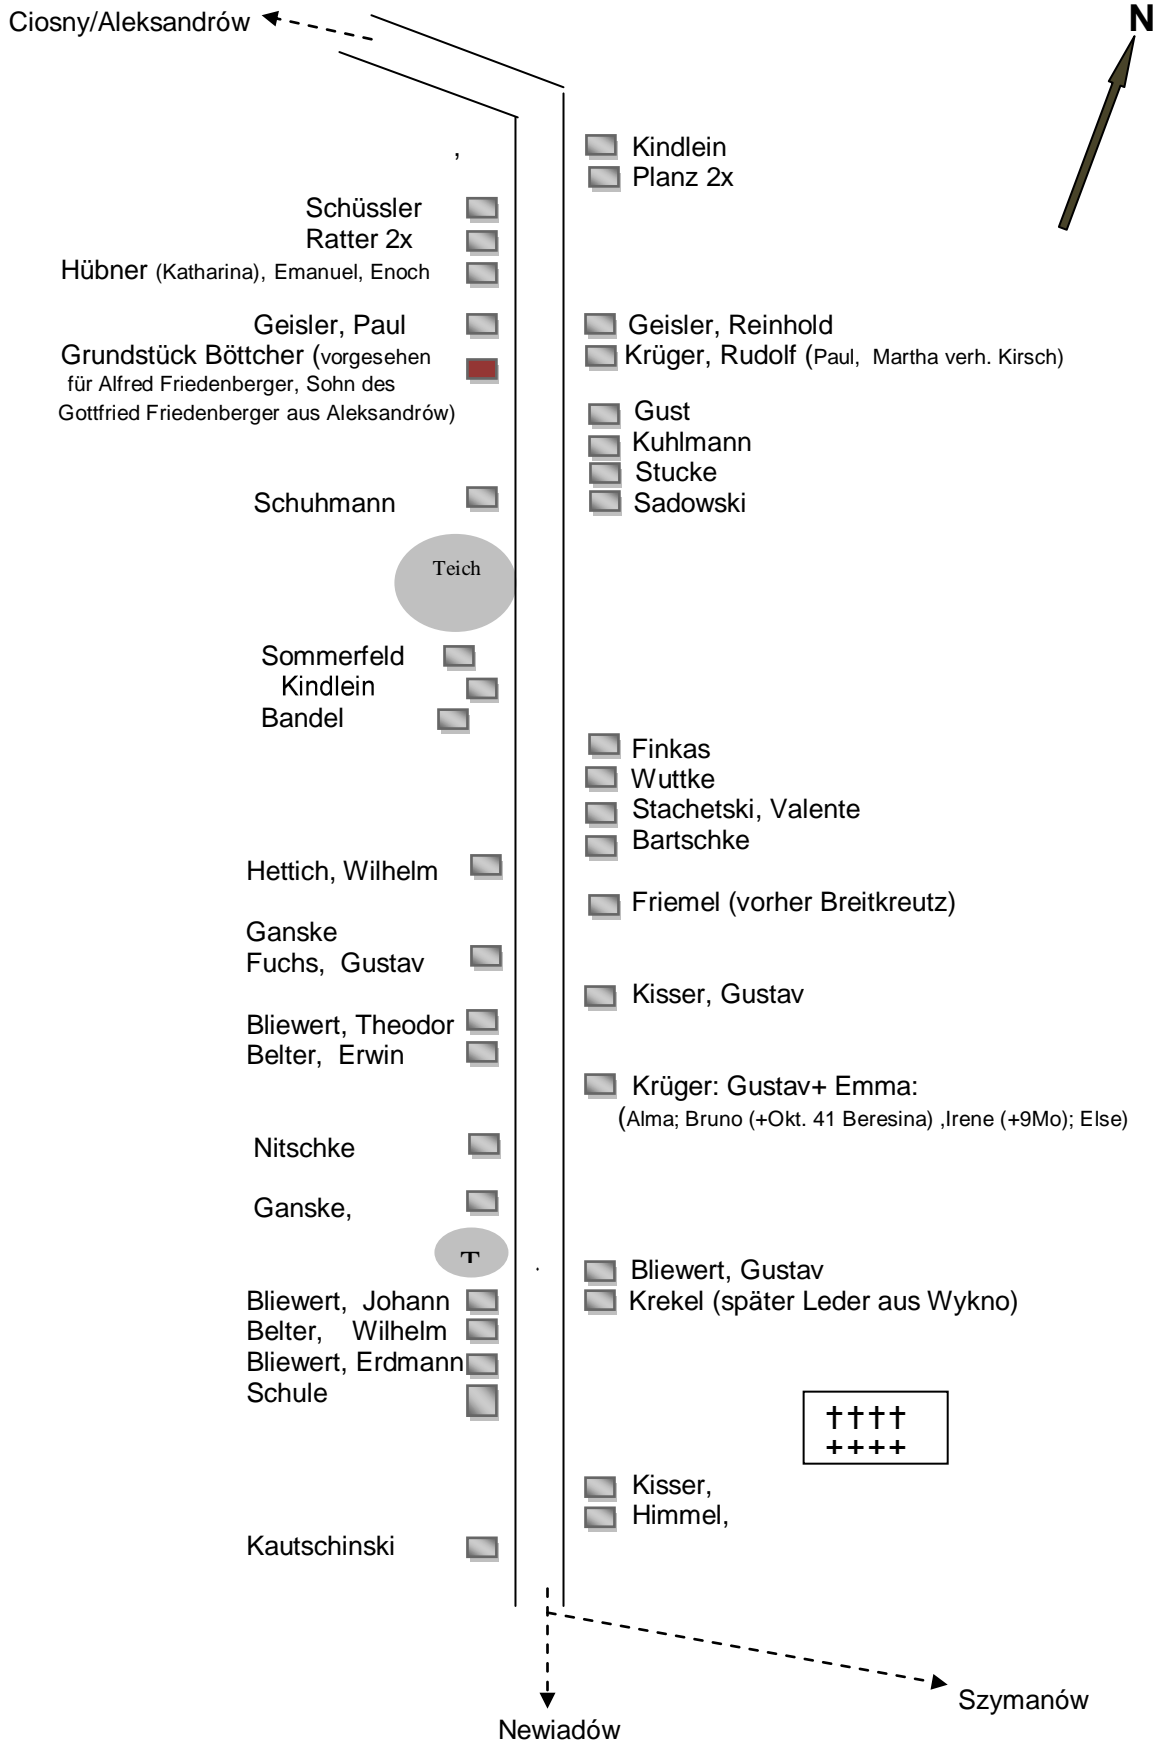 Ciosny/Aleksandrów
N
,
Kindlein
Planz 2x
Schüssler
Ratter 2x
Hübner (Katharina), Emanuel, Enoch
Geisler, Paul
Geisler, Reinhold
Grundstück Böttcher (vorgesehen
für Alfred Friedenberger, Sohn des
Gottfried Friedenberger aus Aleksandrów)
Krüger, Rudolf (Paul, Martha verh. Kirsch)
Gust
Kuhlmann
Stucke
Sadowski
Schuhmann
Teich
Sommerfeld
Kindlein
Bandel
Finkas
Wuttke
Stachetski, Valente
Bartschke
Hettich, Wilhelm
Friemel (vorher Breitkreutz)
Ganske
Fuchs, Gustav
Kisser, Gustav
Bliewert, Theodor
Belter, Erwin
Krüger: Gustav+ Emma:
(Alma; Bruno (+Okt. 41 Beresina) ,Irene (+9Mo); Else)
Nitschke
Ganske,
T
.
Bliewert, Gustav
Krekel (später Leder aus Wykno)
Bliewert, Johann
Belter, Wilhelm
Bliewert, Erdmann
Schule
††††
++++
Kisser,
Himmel,
Kautschinski
Szymanów
Newiadów